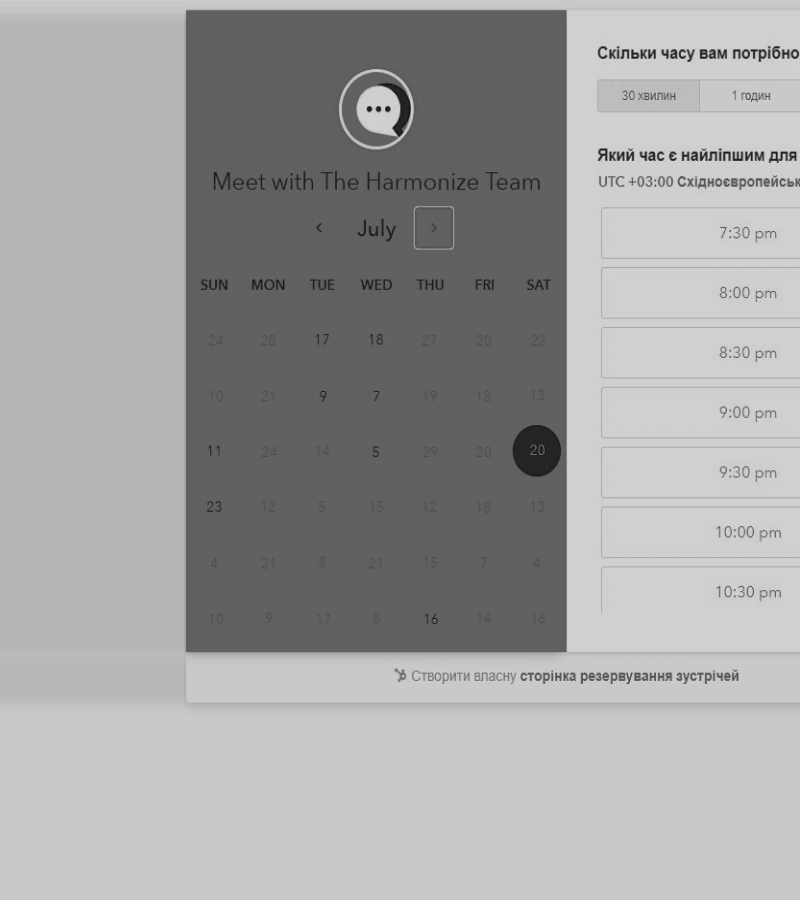 Meet with The Harmonize Team
July
SUN MON TUE WED THU FRI SAT
24 28 17 18 27 20 22
10 21 9 7 19 18 13
11 24 14 5 29 20 20
23 12 5 15 12 18 13
4 21 8 21 15 7 4
10 9 17 8 16 14 16
Скільки часу вам потрібно
30 хвилин 1 годин
Який час є найліпшим для
UTC +03:00 Східноєвропейськ
7:30 pm
8:00 pm
8:30 pm
9:00 pm
9:30 pm
10:00 pm
10:30 pm
Створити власну сторінка резервування зустрічей